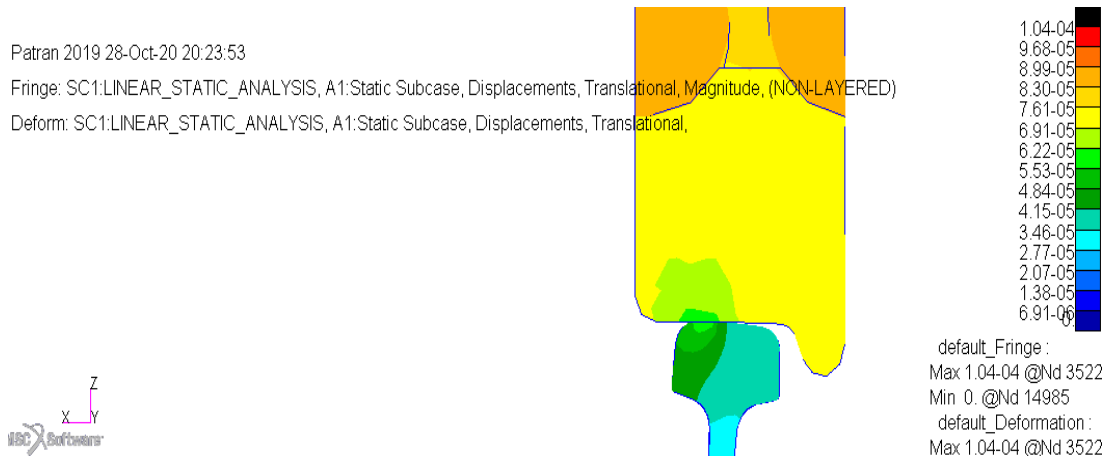 Patran 2019 28-Oct-20 20:23:53
Fringe: SC1:LINEAR_STATIC_ANALYSIS, A1:Static Subcase, Displacements, Translational, Magnitude, (NON-LAYERED)
Deform: SC1:LINEAR_STATIC_ANALYSIS, A1:Static Subcase, Displacements, Translational,
1.04-04
9.68-05
8.99-05
8.30-05
7.61-05
6.91-05
6.22-05
5.53-05
4.84-05
4.15-05
3.46-05
2.77-05
2.07-05
1.38-05
6.91-06
0.
default_Fringe :
Max 1.04-04 @Nd 3522
Min 0. @Nd 14985
default_Deformation :
Max 1.04-04 @Nd 3522
Z
X Y
MSC Software